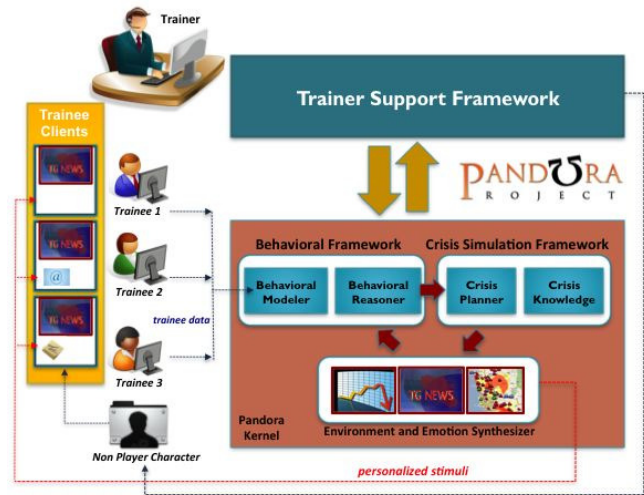 Trainer
Trainer Support Framework
Trainee
Clients
TG NEWS
Trainee 1
TG NEWS
@
Trainee 2
TG NEWS
Trainee 3
trainee data
Non Player Character
PANDORA
PROJECT
Behavioral Framework
Crisis Simulation Framework
Behavioral
Modeler
Behavioral
Reasoner
Crisis
Planner
Crisis
Knowledge
TG NEWS
Pandora
Kernel
Environment and Emotion Synthesizer
personalized stimuli